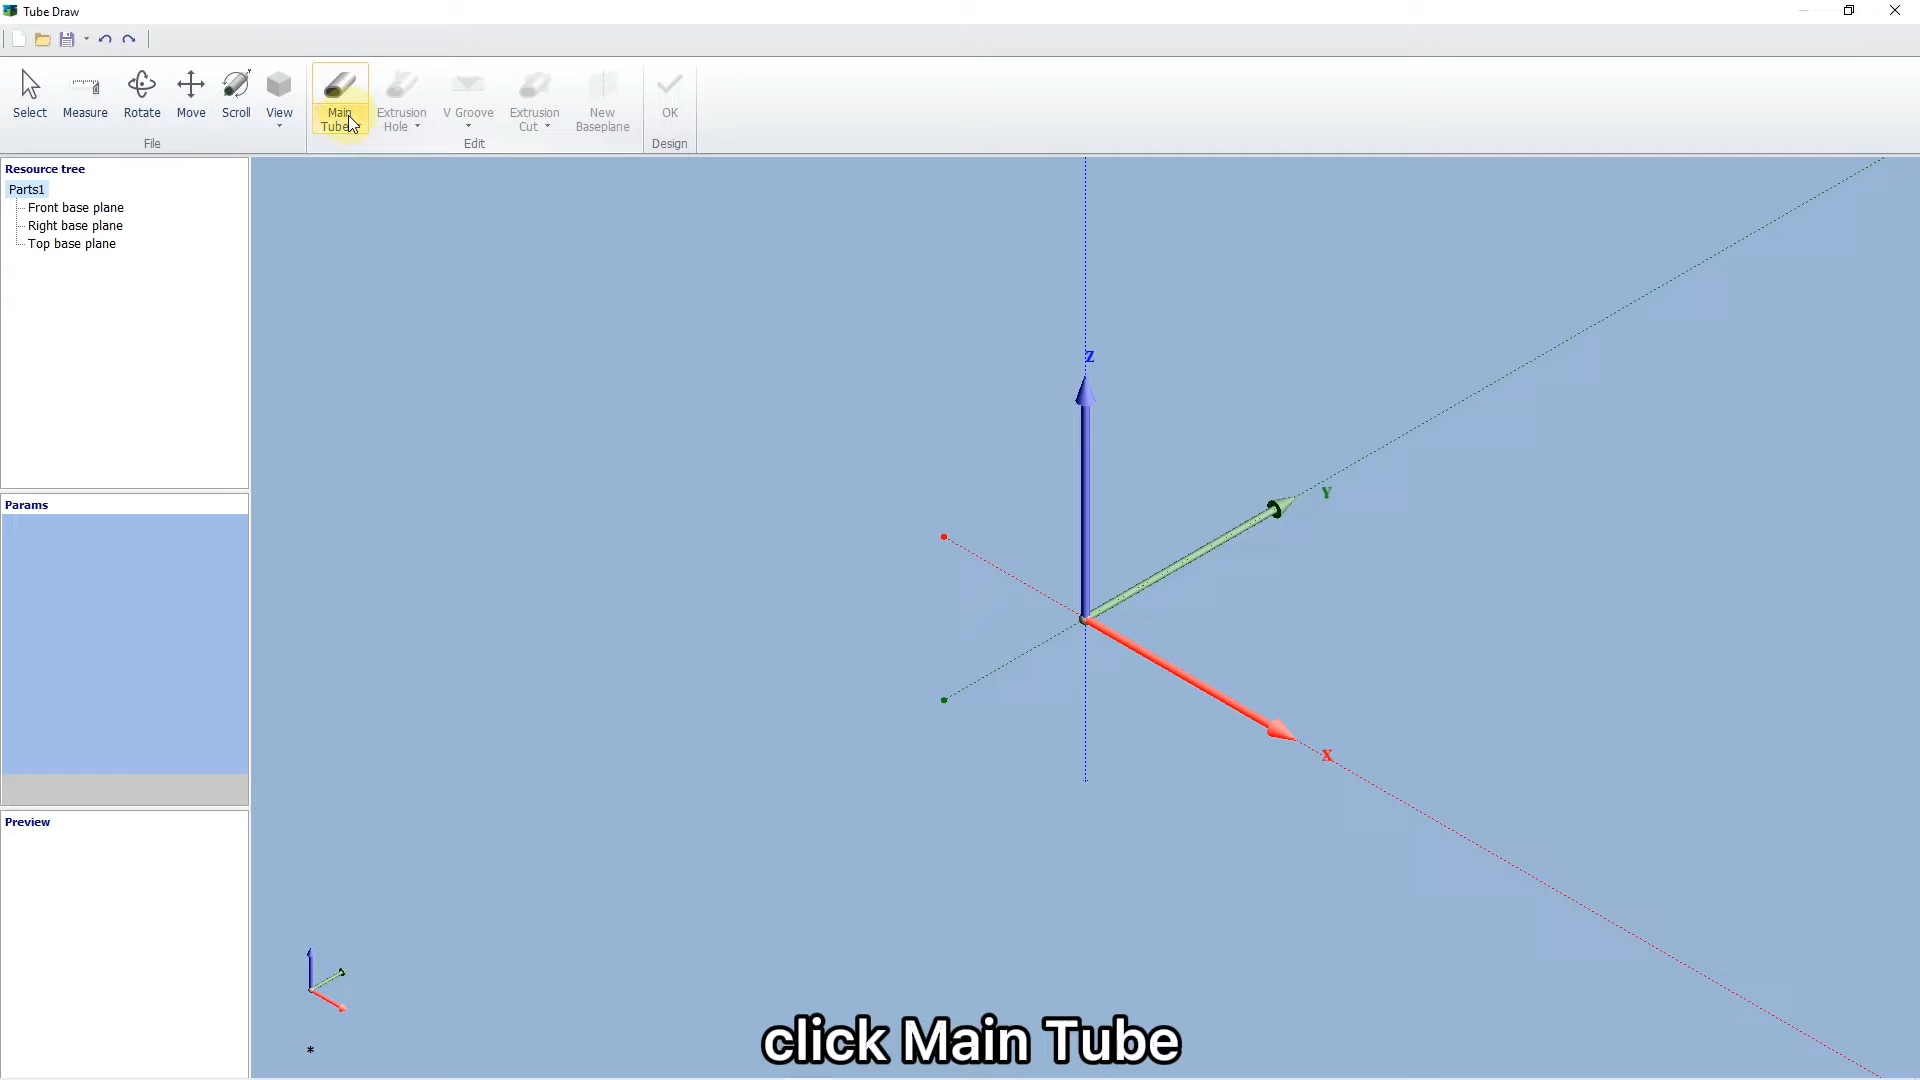 Tube Draw
Select
Measure
Rotate
Move
Scroll
View
Main
Tube
Extrusion
Hole
V Groove
Extrusion
Cut
New
Baseplane
OK
File
Edit
Design
Resource tree
Parts1
Front base plane
Right base plane
Top base plane
Params
Preview
Z
Y
X
*
click Main Tube